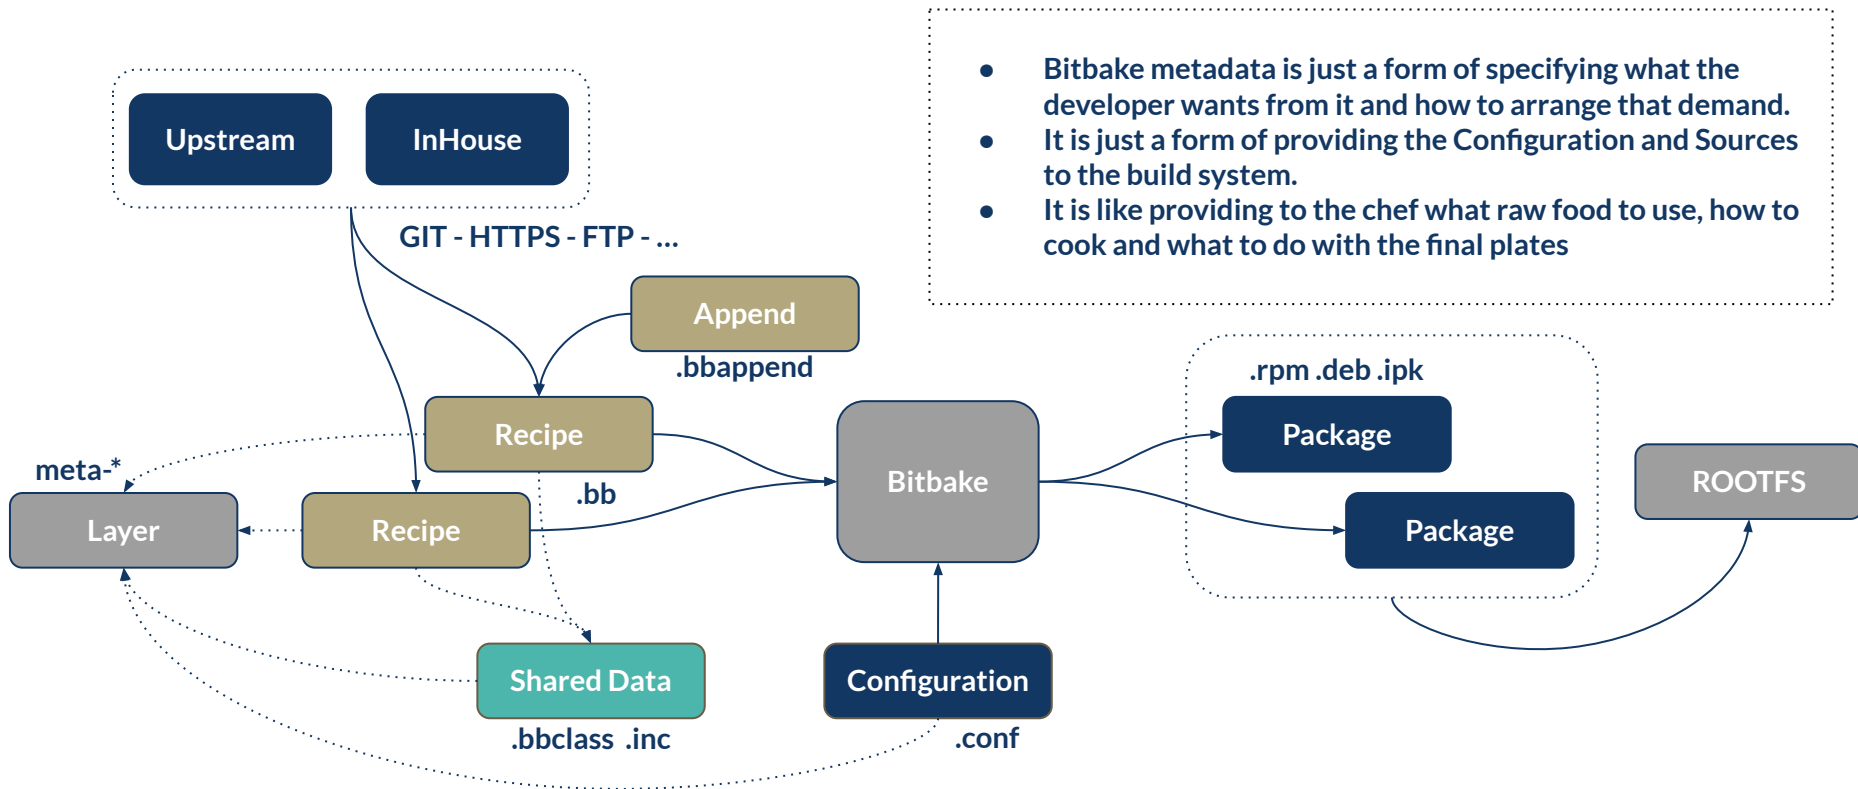 ● Bitbake metadata is just a form of specifying what the
developer wants from it and how to arrange that demand.
● It is just a form of providing the Configuration and Sources
to the build system.
● It is like providing to the chef what raw food to use, how to
cook and what to do with the final plates
Upstream
InHouse
GIT - HTTPS - FTP - ...
Append
.bbappend
.rpm .deb .ipk
Recipe
.bb
Bitbake
Package
meta-*
Layer
Recipe
Package
ROOTFS
Shared Data
.bbclass .inc
Configuration
.conf